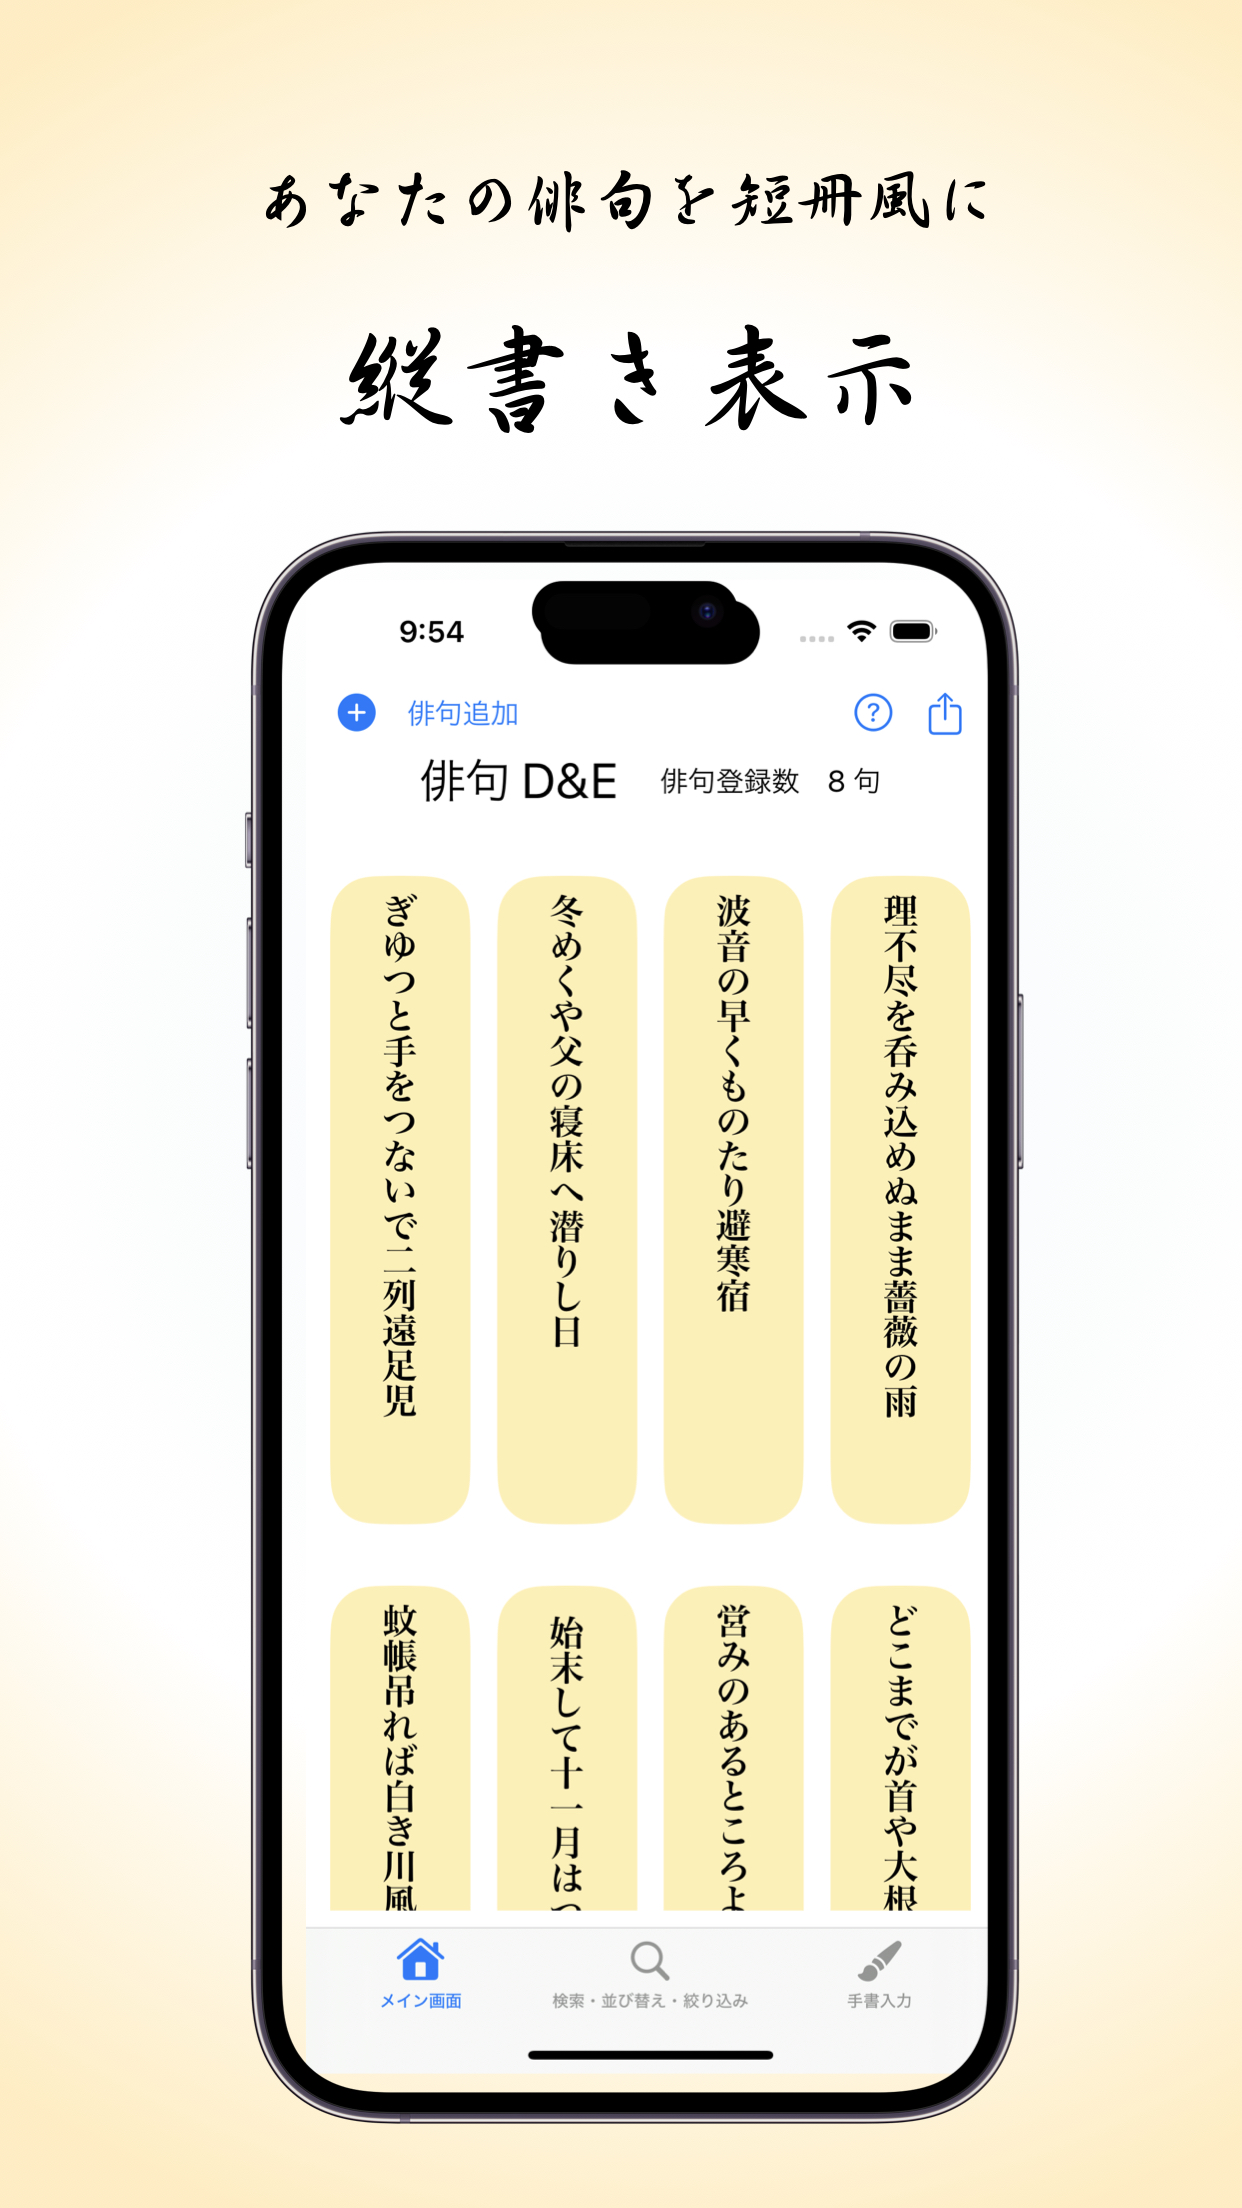 あなたの俳句を短冊風に
縦書き表示
9:54
俳句追加
俳句 D&E
俳句登録数 8 句
理不尽を呑み込めぬまま薔薇の雨
波音の早くものたり避寒宿
冬めくや父の寝床へ潜りし日
ぎゆつと手をつないで二列遠足児
どこまでが首や大根
営みのあるところよ
始末して十一月はつ
蚊帳吊れば白き川風
メイン画面
検索・並び替え・絞り込み
手書入力